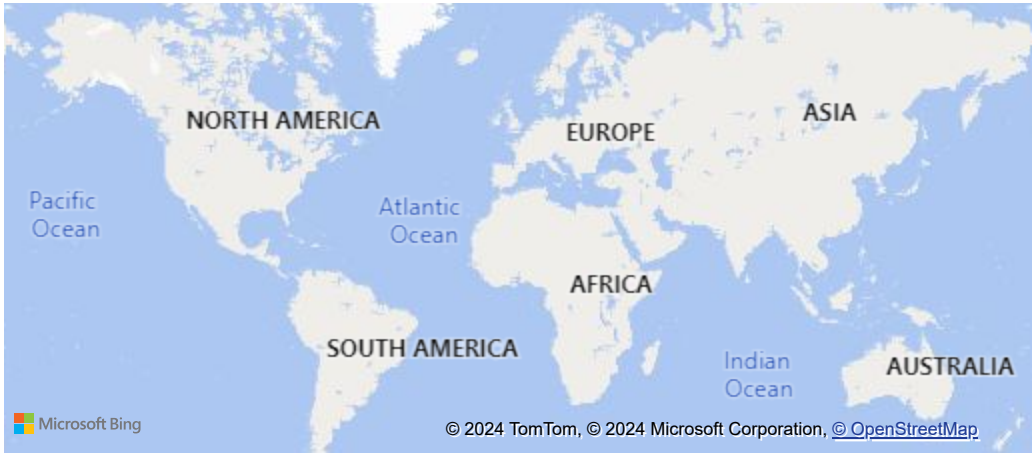 NORTH AMERICA
EUROPE
ASIA
Pacific
Ocean
Atlantic
Ocean
AFRICA
SOUTH AMERICA
Indian
Ocean
AUSTRALIA
Microsoft Bing
© 2024 TomTom, © 2024 Microsoft Corporation, © OpenStreetMap